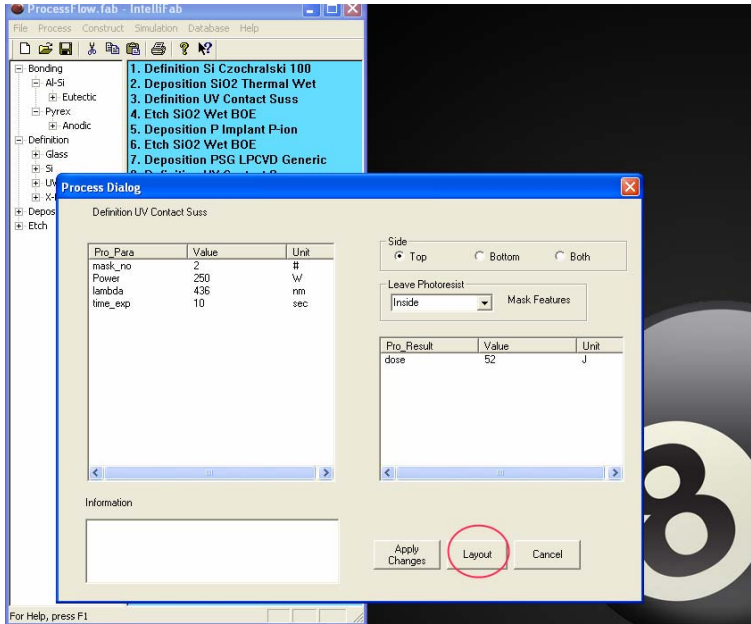 ProcessFlow.fab - IntelliFab
File Process Construct Simulation Database Help
Bonding
Al-Si
Eutectic
Pyrex
Anodic
Definition
Glass
Si
Depos
Etch
1. Definition Si Czochralski 100
2. Deposition SiO2 Thermal Wet
3. Definition UV Contact Suss
4. Etch SiO2 Wet BOE
5. Deposition P Implant P-ion
6. Etch SiO2 Wet BOE
7. Deposition PSG LPCVD Generic
Process Dialog
Definition UV Contact Suss
Pro_Para Value Unit
mask_no 2 #
Power 250 W
lambda 436 nm
time_exp 10 sec
Side
Top Bottom Both
Leave Photoresist
Inside Mask Features
Pro_Result Value Unit
dose 52 J
Information
Apply Changes
Layout
Cancel
For Help, press F1
8